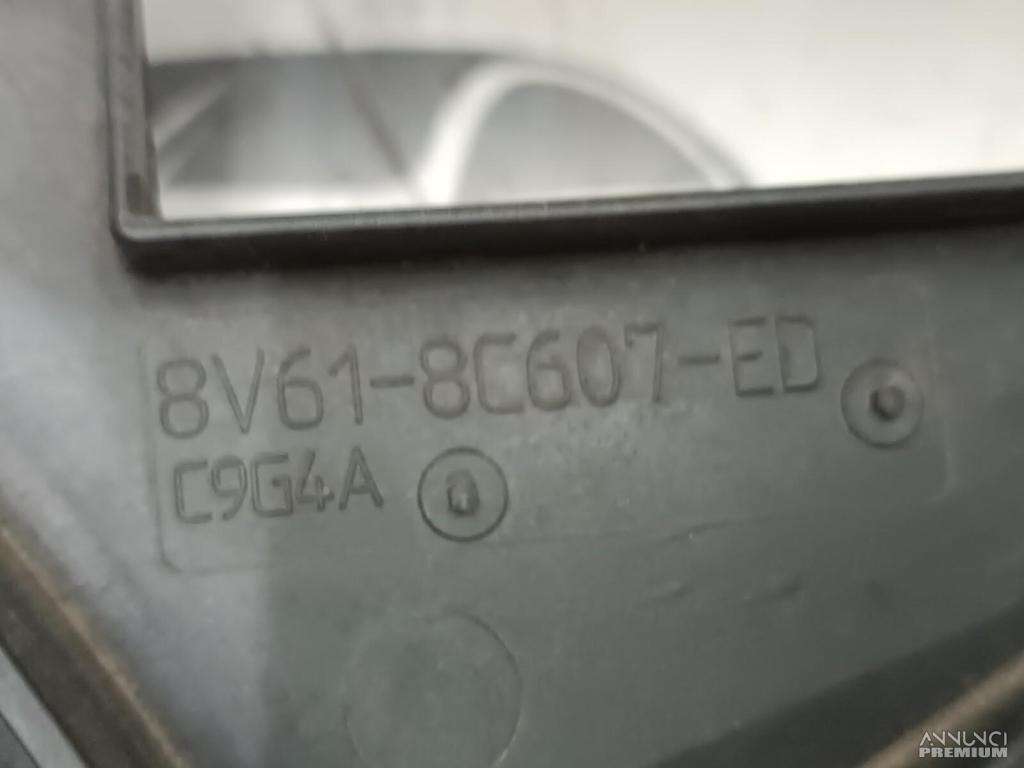 8V61-8C607-ED
C9G4A
ANNUNCI
PREMIUM